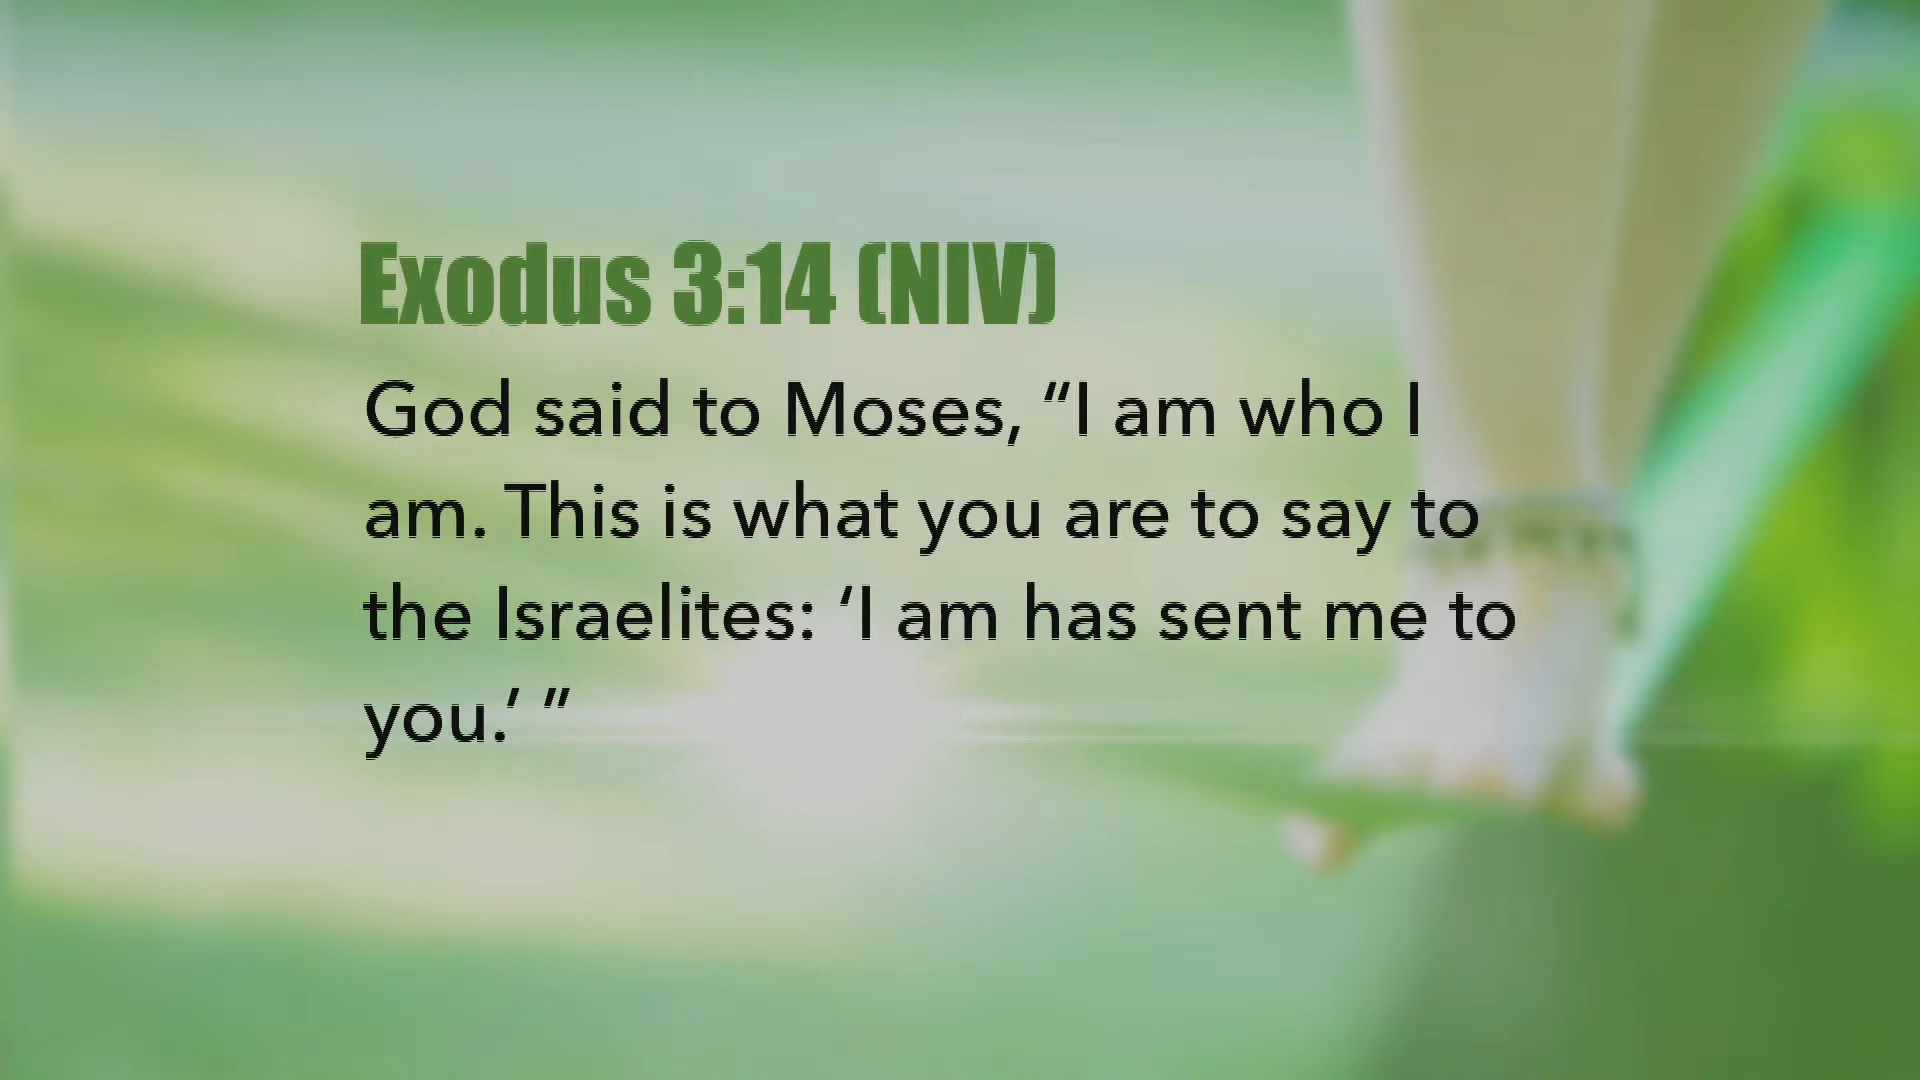 Exodus 3:14 (NIV)
God said to Moses, “I am who I
am. This is what you are to say to
the Israelites: ‘I am has sent me to
you.’ ”